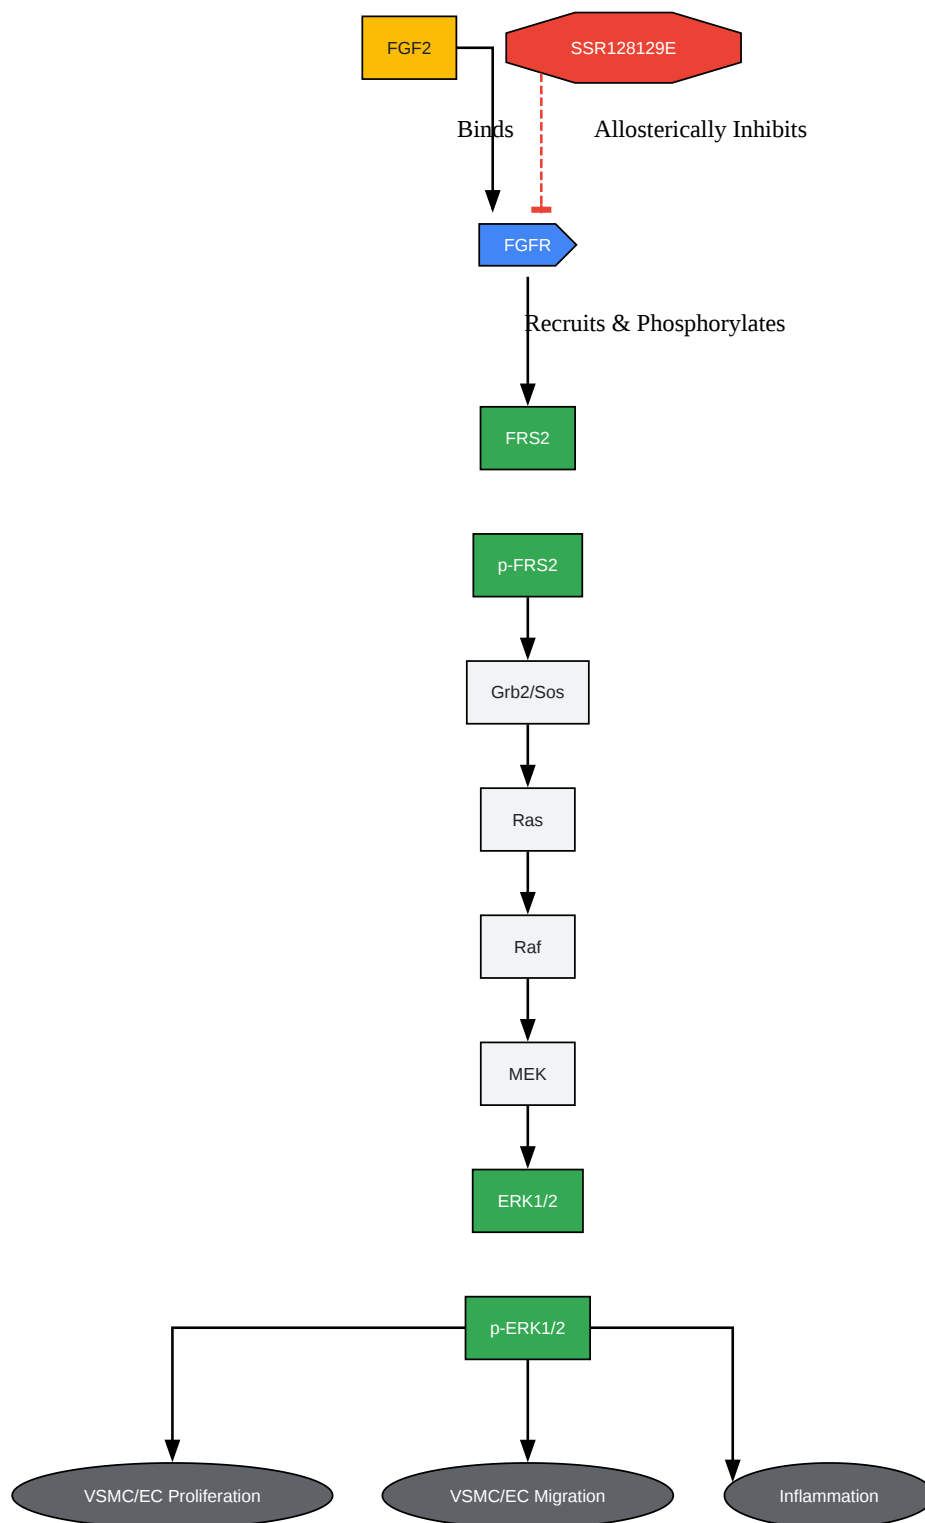 FGF2
SSR128129E
Binds
Allosterically Inhibits
FGFR
Recruits & Phosphorylates
FRS2
p-FRS2
Grb2/Sos
Ras
Raf
MEK
ERK1/2
p-ERK1/2
VSMC/EC Proliferation
VSMC/EC Migration
Inflammation